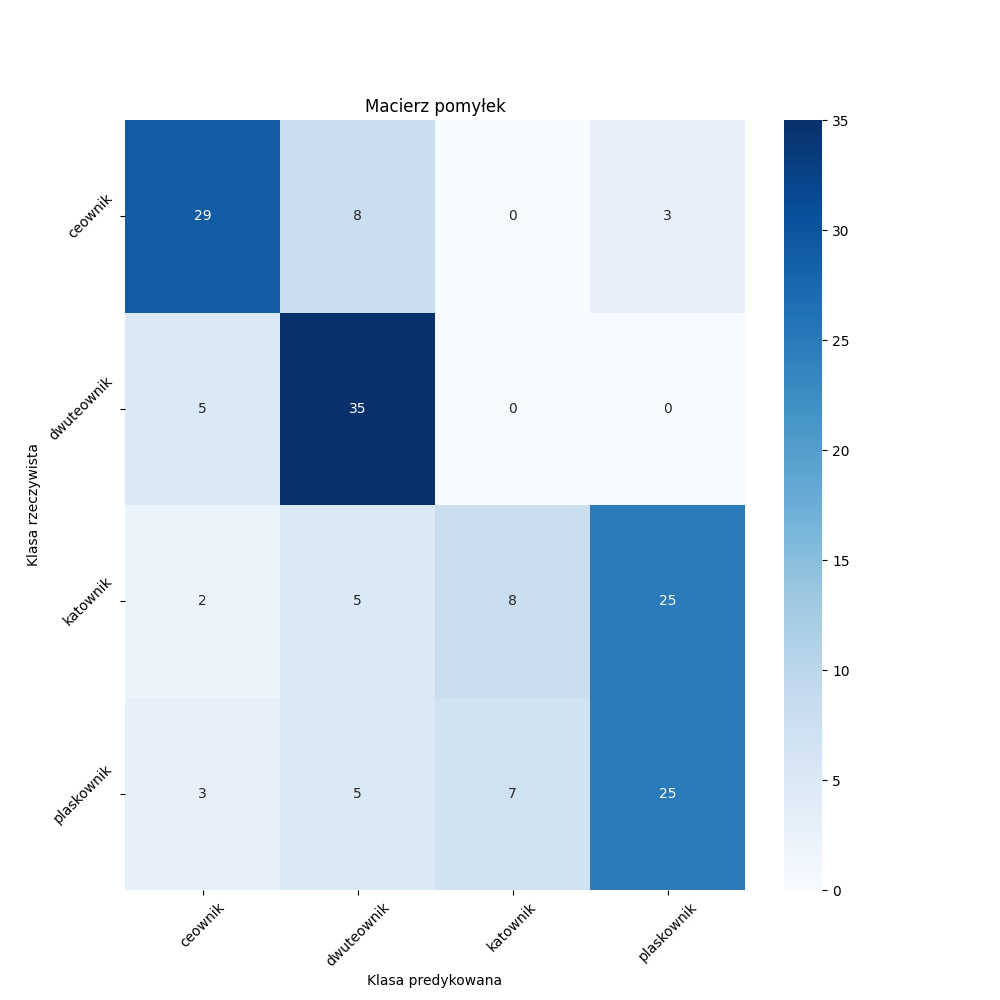 Macierz pomyłek
ceownik
29 8 0 3
dwuteownik
5 35 0 0
katownik
2 5 8 25
plaskownik
3 5 7 25
ceownik dwuteownik katownik plaskownik
Klasa predykowana
Klasa rzeczywista
35
30
25
20
15
10
5
0